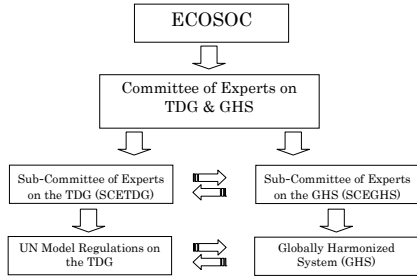 ECOSOC
Committee of Experts on
TDG & GHS
Sub-Committee of Experts
on the TDG (SCETDG)
Sub-Committee of Experts
on the GHS (SCEGHS)
UN Model Regulations on
the TDG
Globally Harmonized
System (GHS)